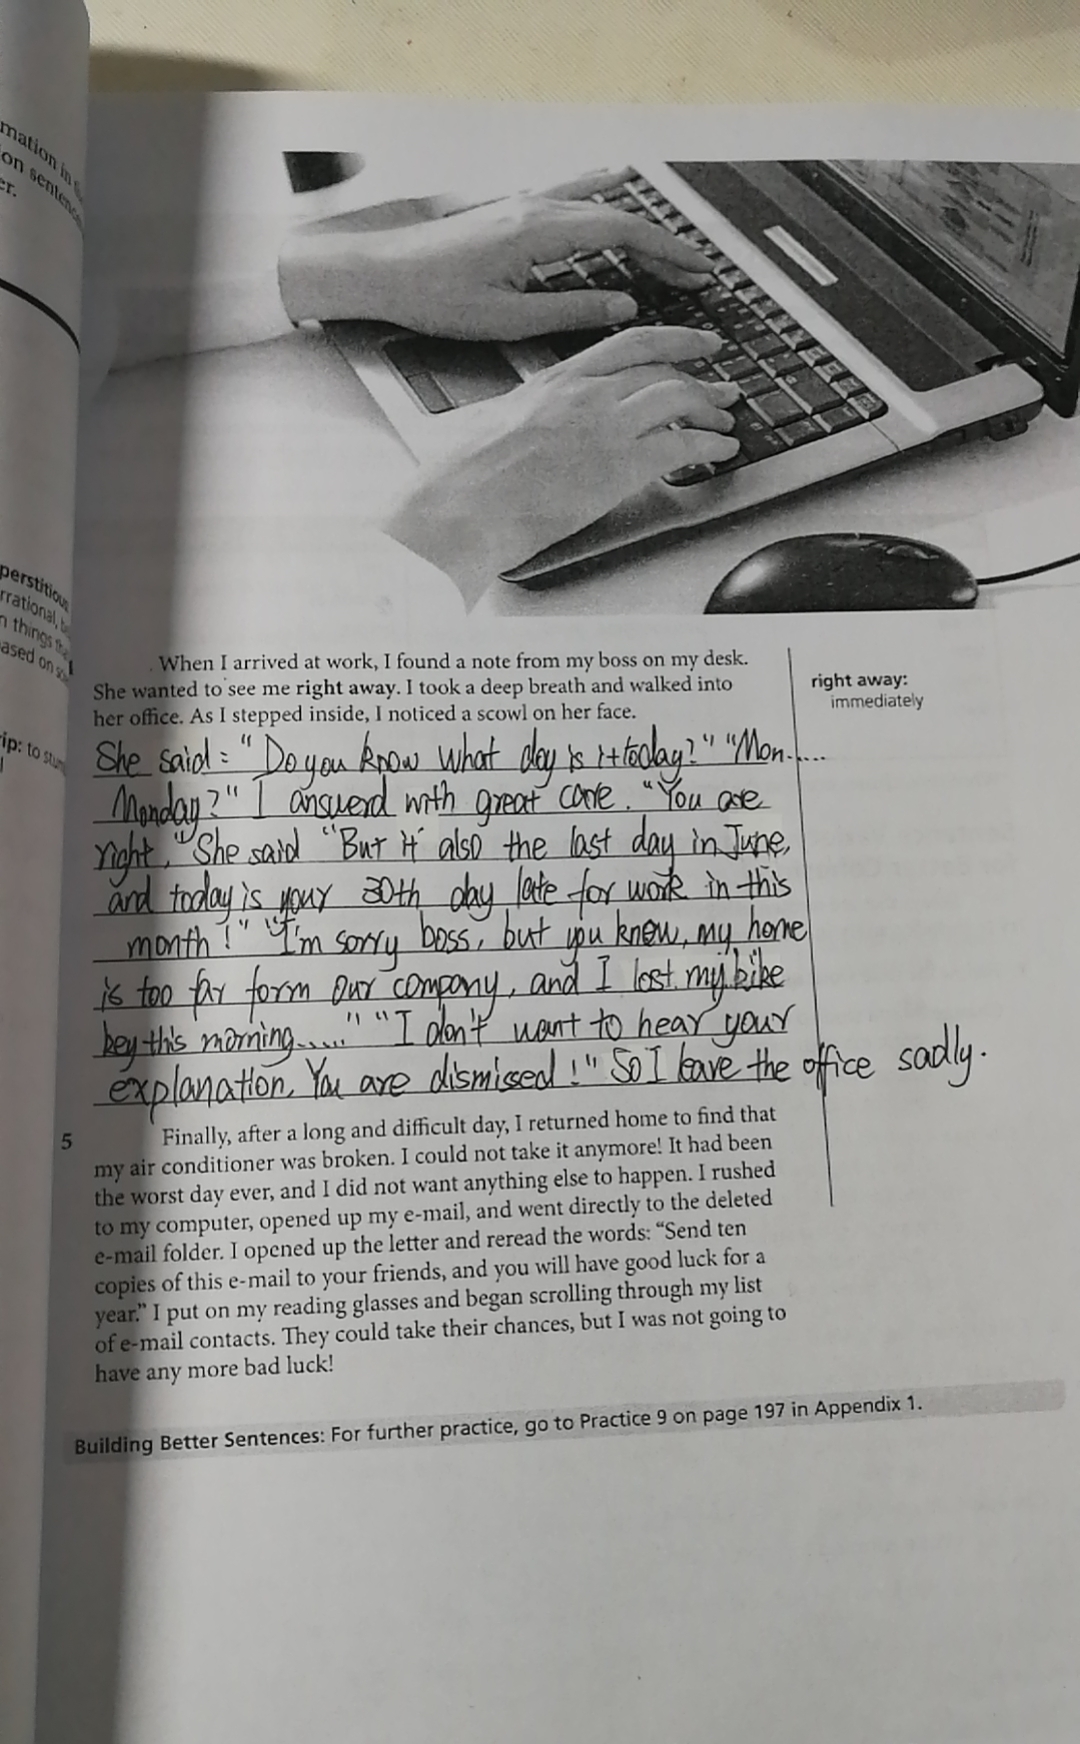 mation in
on senten
er.
perstitious
rrational, b
n things th
ased on so
rip: to stu
When I arrived at work, I found a note from my boss on my desk.
She wanted to see me right away. I took a deep breath and walked into
her office. As I stepped inside, I noticed a scowl on her face.
right away:
immediately
She said: "Do you know what day is it today?" "Mon.....
Monday?" I answerd with great care. "You are
right," She said "But it also the last day in June,
and today is your 30th day late for work in this
month!" "I'm sorry boss, but you know, my home
is too far form our company, and I lost my bike
key this morning....." "I don't want to hear your
explanation, You are dismissed!" So I leave the office sadly.
5 Finally, after a long and difficult day, I returned home to find that
my air conditioner was broken. I could not take it anymore! It had been
the worst day ever, and I did not want anything else to happen. I rushed
to my computer, opened up my e-mail, and went directly to the deleted
e-mail folder. I opened up the letter and reread the words: “Send ten
copies of this e-mail to your friends, and you will have good luck for a
year.” I put on my reading glasses and began scrolling through my list
of e-mail contacts. They could take their chances, but I was not going to
have any more bad luck!
Building Better Sentences: For further practice, go to Practice 9 on page 197 in Appendix 1.